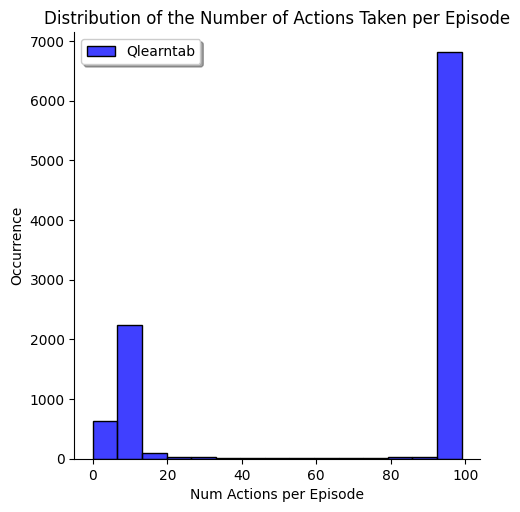 Distribution of the Number of Actions Taken per Episode
Qlearntab
Occurrence
7000
6000
5000
4000
3000
2000
1000
0
0 20 40 60 80 100
Num Actions per Episode